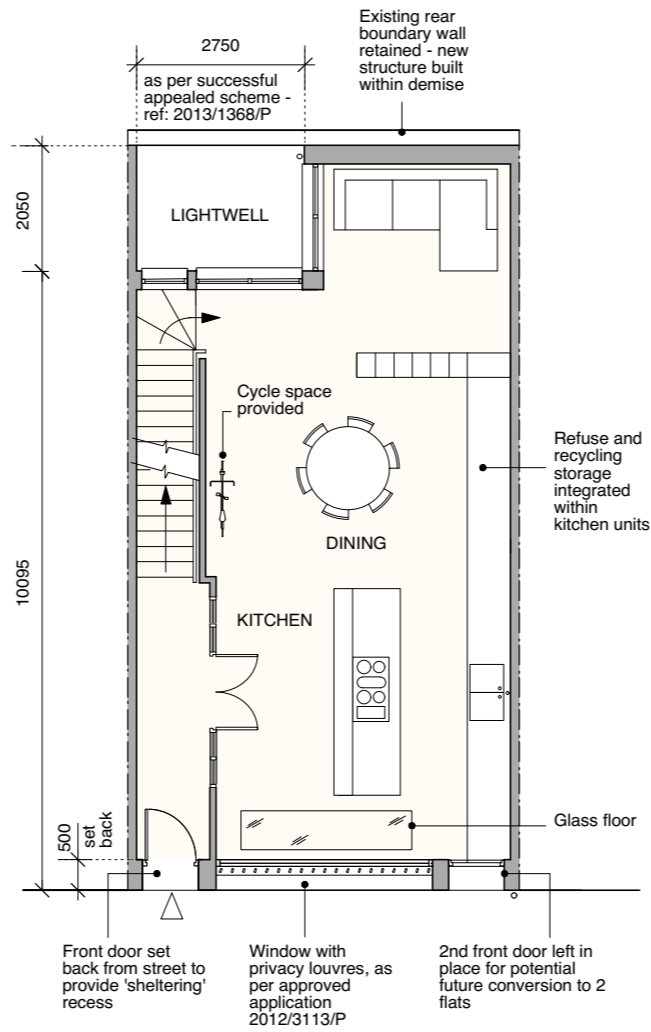 Existing rear
boundary wall
retained - new
structure built
within demise
2750
as per successful
appealed scheme -
ref: 2013/1368/P
2050
LIGHTWELL
Cycle space
provided
Refuse and
recycling
storage
integrated
within
kitchen units
DINING
10095
KITCHEN
Glass floor
500
set
back
Front door set
back from street to
provide 'sheltering'
recess
Window with
privacy louvres, as
per approved
application
2012/3113/P
2nd front door left in
place for potential
future conversion to 2
flats